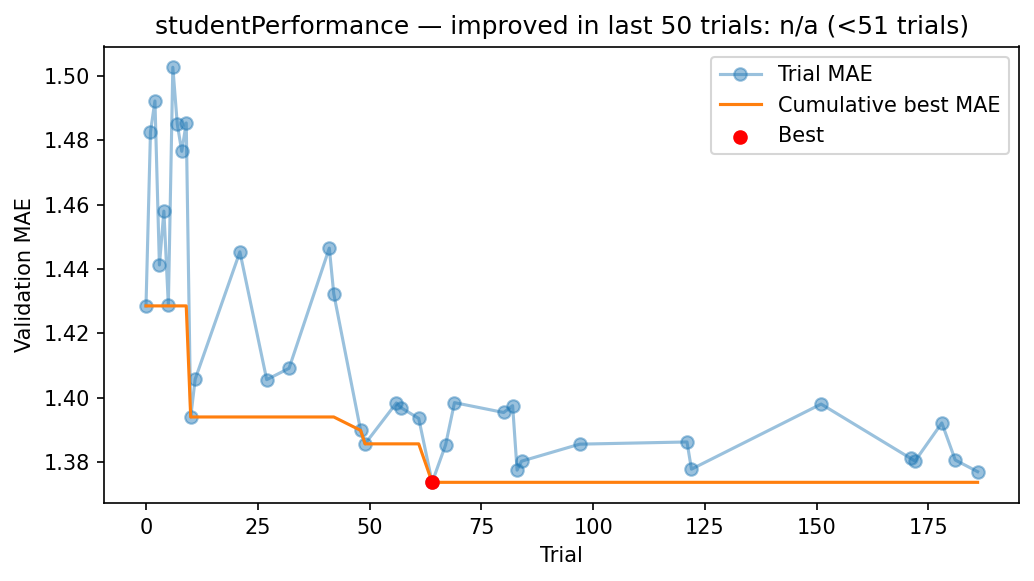 studentPerformance — improved in last 50 trials: n/a (<51 trials)
Trial MAE
Cumulative best MAE
Best
Validation MAE
1.50
1.48
1.46
1.44
1.42
1.40
1.38
0 25 50 75 100 125 150 175
Trial